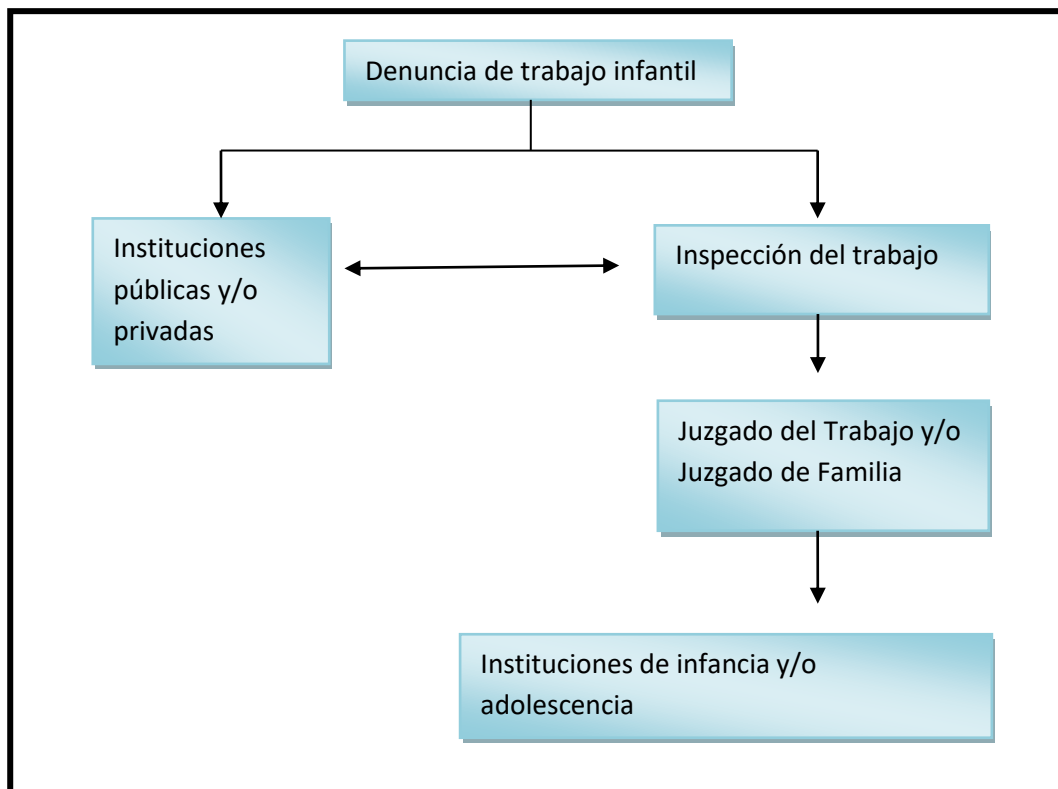 Denuncia de trabajo infantil
Instituciones
públicas y/o
privadas
Inspección del trabajo
Juzgado del Trabajo y/o
Juzgado de Familia
Instituciones de infancia y/o
adolescencia